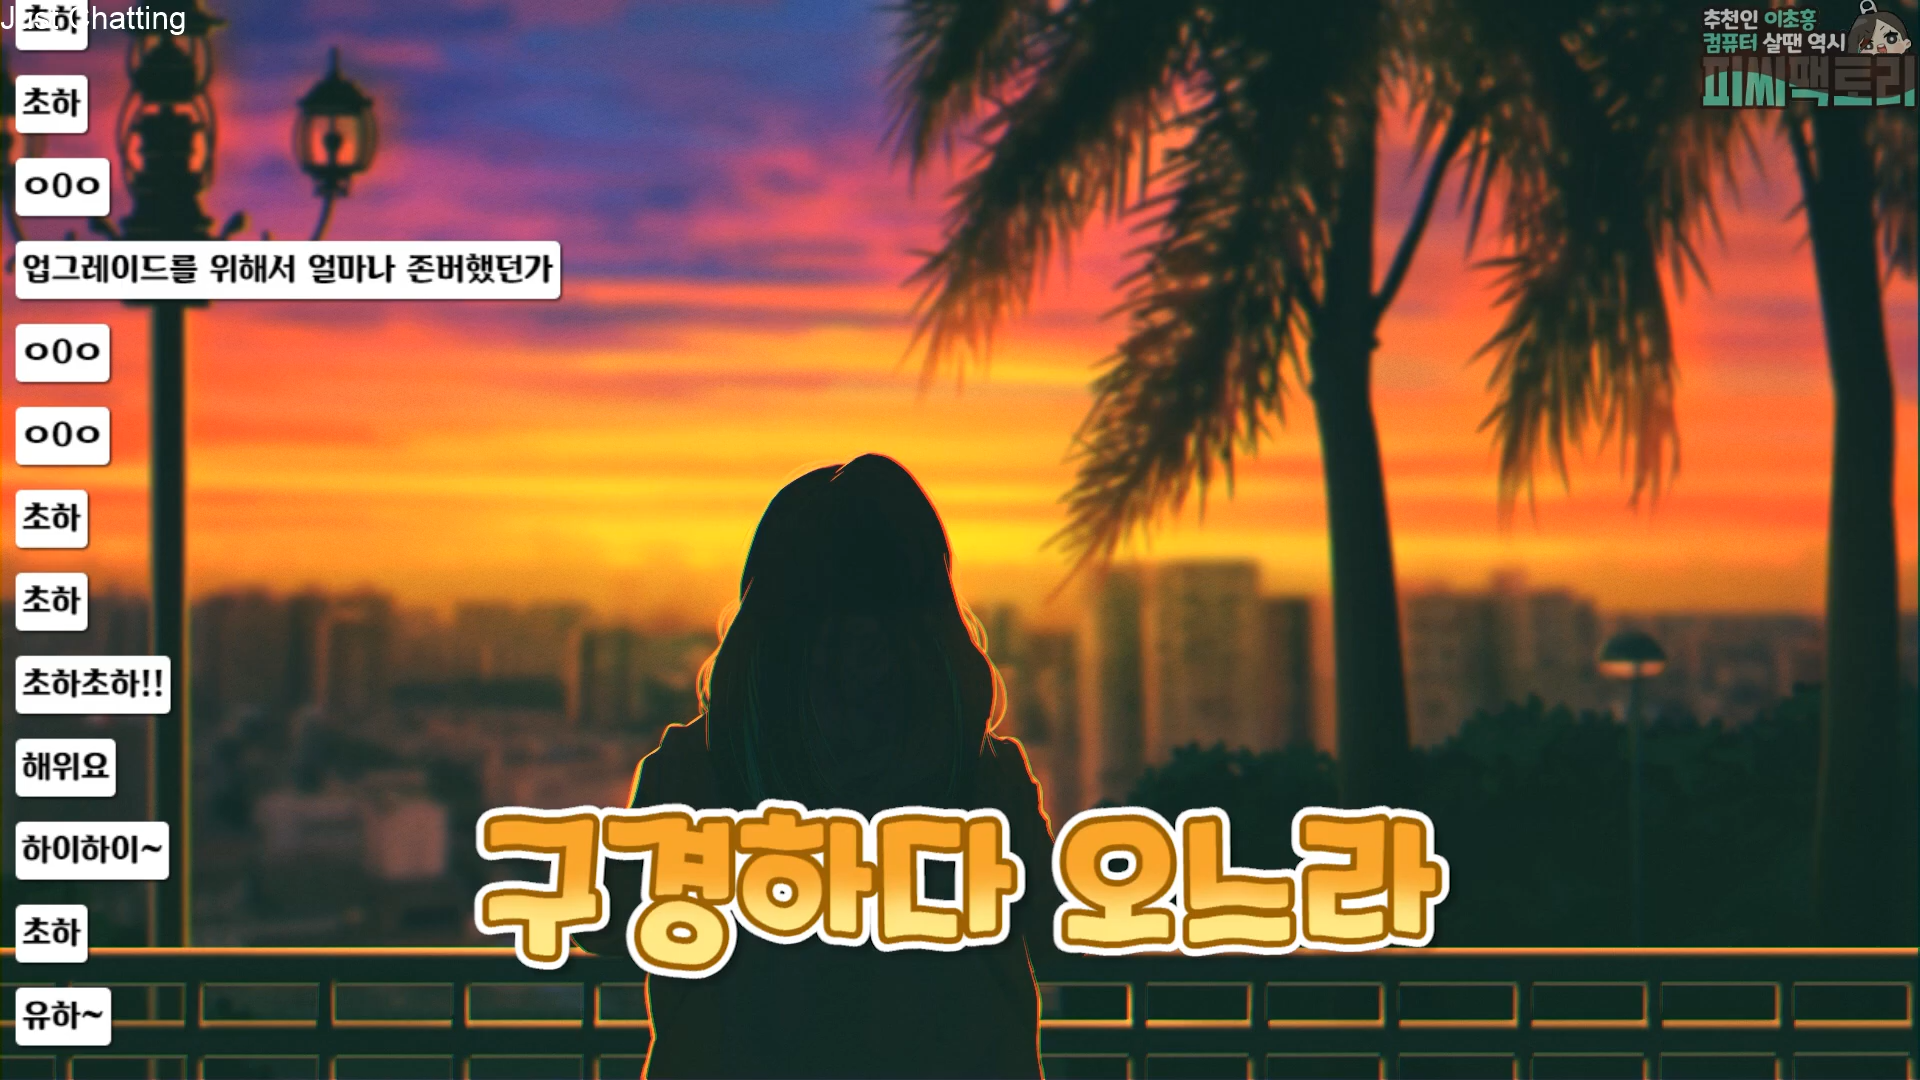 Just Chatting
초하
초하
ㅇ0ㅇ
업그레이드를 위해서 얼마나 존버했던가
ㅇ0ㅇ
ㅇ0ㅇ
초하
초하
초하초하!!
해위요
하이하이~
초하
유하~
구경하다 오느라
추천인 이초홍
컴퓨터 살땐 역시
피씨팩토리